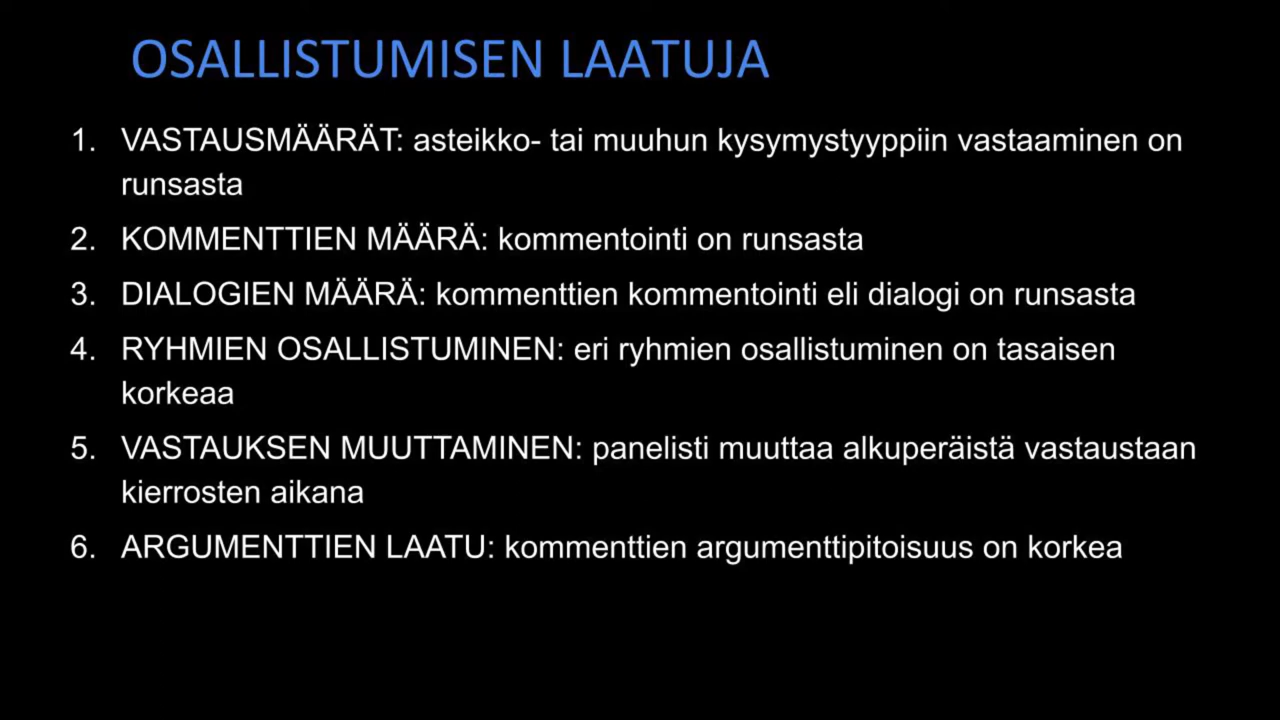 OSALLISTUMISEN LAATUJA
1. VASTAUSMÄÄRÄT: asteikko- tai muuhun kysymystyyppiin vastaaminen on
runsasta
2. KOMMENTTIEN MÄÄRÄ: kommentointi on runsasta
3. DIALOGIEN MÄÄRÄ: kommenttien kommentointi eli dialogi on runsasta
4. RYHMIEN OSALLISTUMINEN: eri ryhmien osallistuminen on tasaisen
korkeaa
5. VASTAUKSEN MUUTTAMINEN: panelisti muuttaa alkuperäistä vastaustaan
kierrosten aikana
6. ARGUMENTTIEN LAATU: kommenttien argumenttipitoisuus on korkea